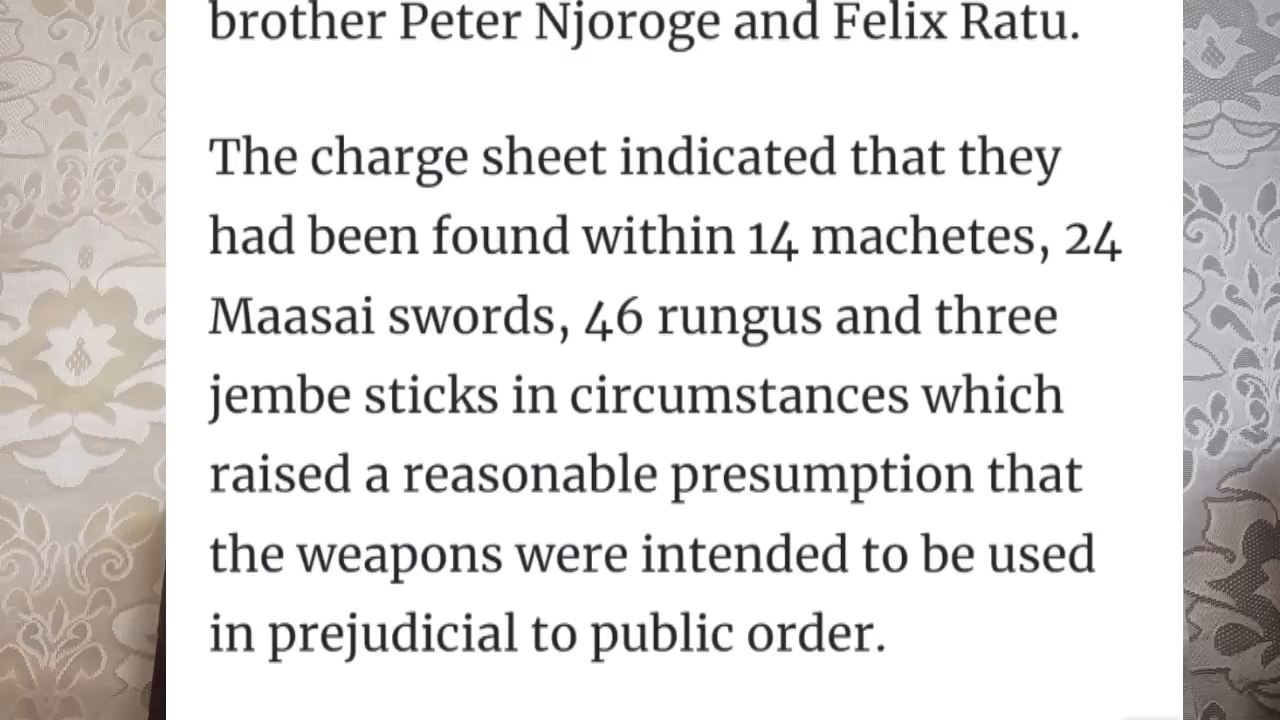 brother Peter Njoroge and Felix Ratu.
The charge sheet indicated that they
had been found within 14 machetes, 24
Maasai swords, 46 rungus and three
jembe sticks in circumstances which
raised a reasonable presumption that
the weapons were intended to be used
in prejudicial to public order.